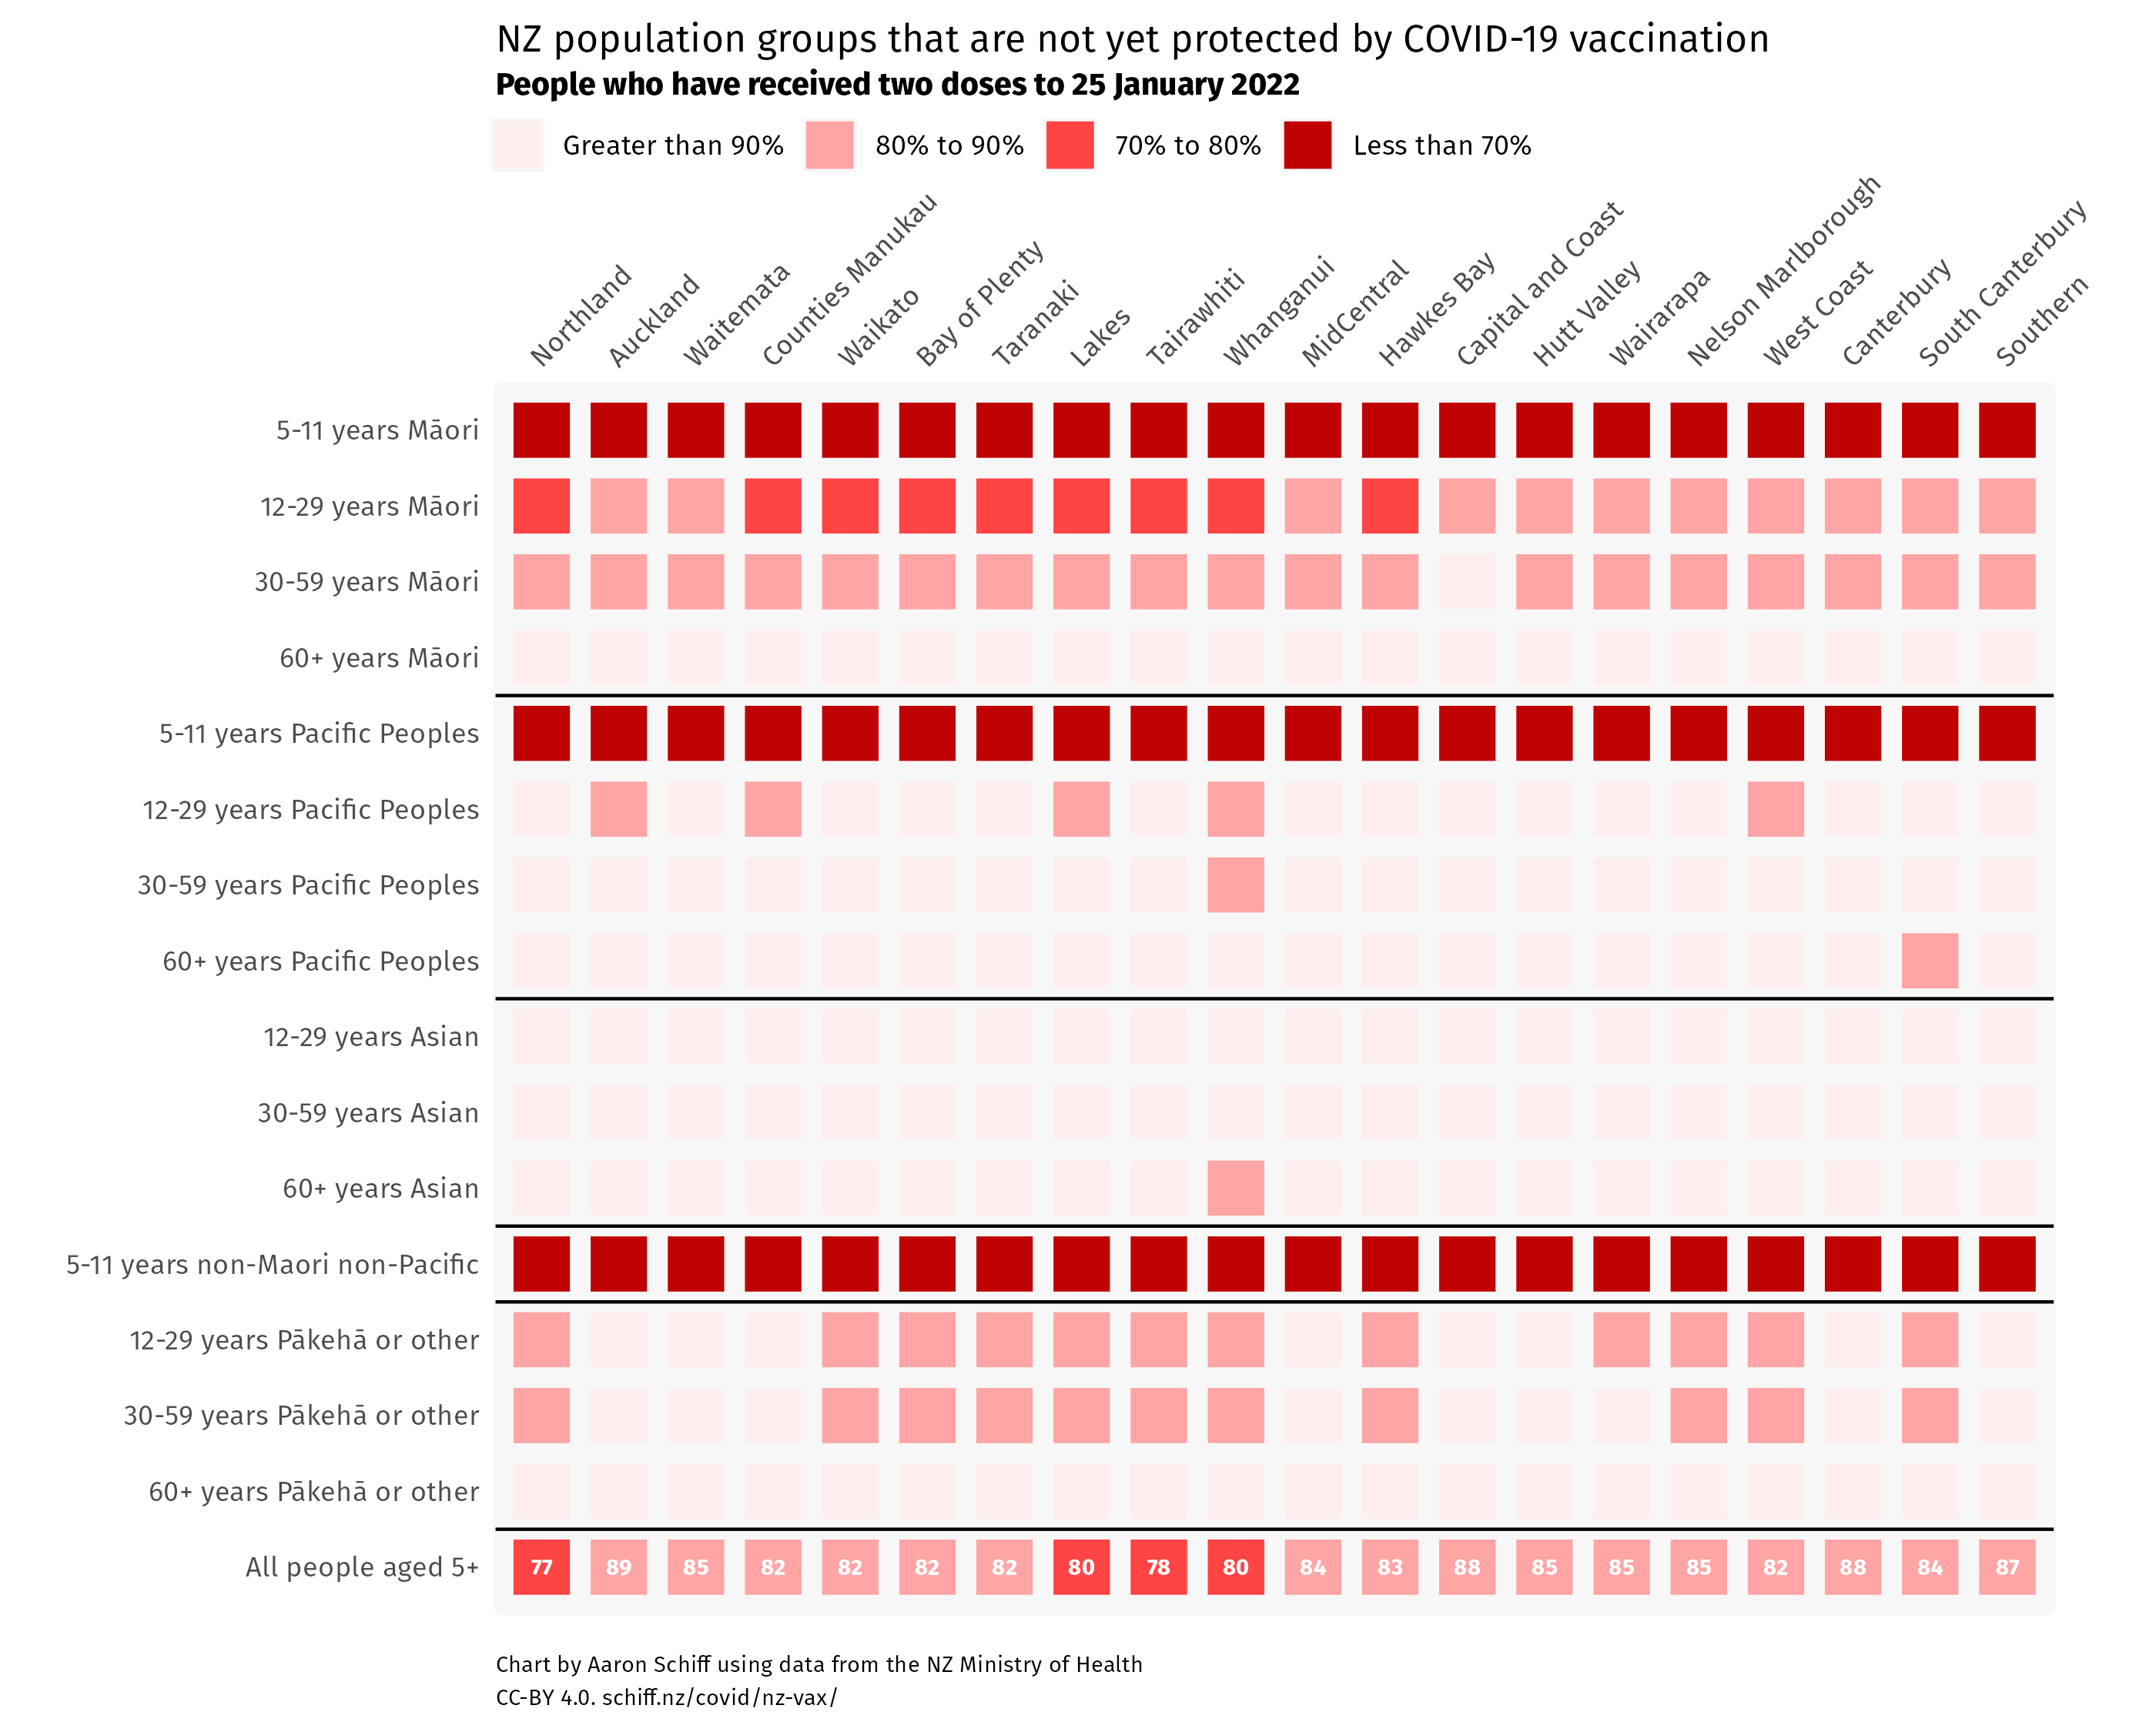 NZ population groups that are not yet protected by COVID-19 vaccination
People who have received two doses to 25 January 2022
Greater than 90% 80% to 90% 70% to 80% Less than 70%
Northland Auckland Waitemata Counties Manukau Waikato Bay of Plenty Taranaki Lakes Tairawhiti Whanganui MidCentral Hawkes Bay Capital and Coast Hutt Valley Wairarapa Nelson Marlborough West Coast Canterbury South Canterbury Southern
5-11 years Māori
12-29 years Māori
30-59 years Māori
60+ years Māori
5-11 years Pacific Peoples
12-29 years Pacific Peoples
30-59 years Pacific Peoples
60+ years Pacific Peoples
12-29 years Asian
30-59 years Asian
60+ years Asian
5-11 years non-Maori non-Pacific
12-29 years Pākehā or other
30-59 years Pākehā or other
60+ years Pākehā or other
All people aged 5+ 77 89 85 82 82 82 82 80 78 80 84 83 88 85 85 85 82 88 84 87
Chart by Aaron Schiff using data from the NZ Ministry of Health
CC-BY 4.0. schiff.nz/covid/nz-vax/